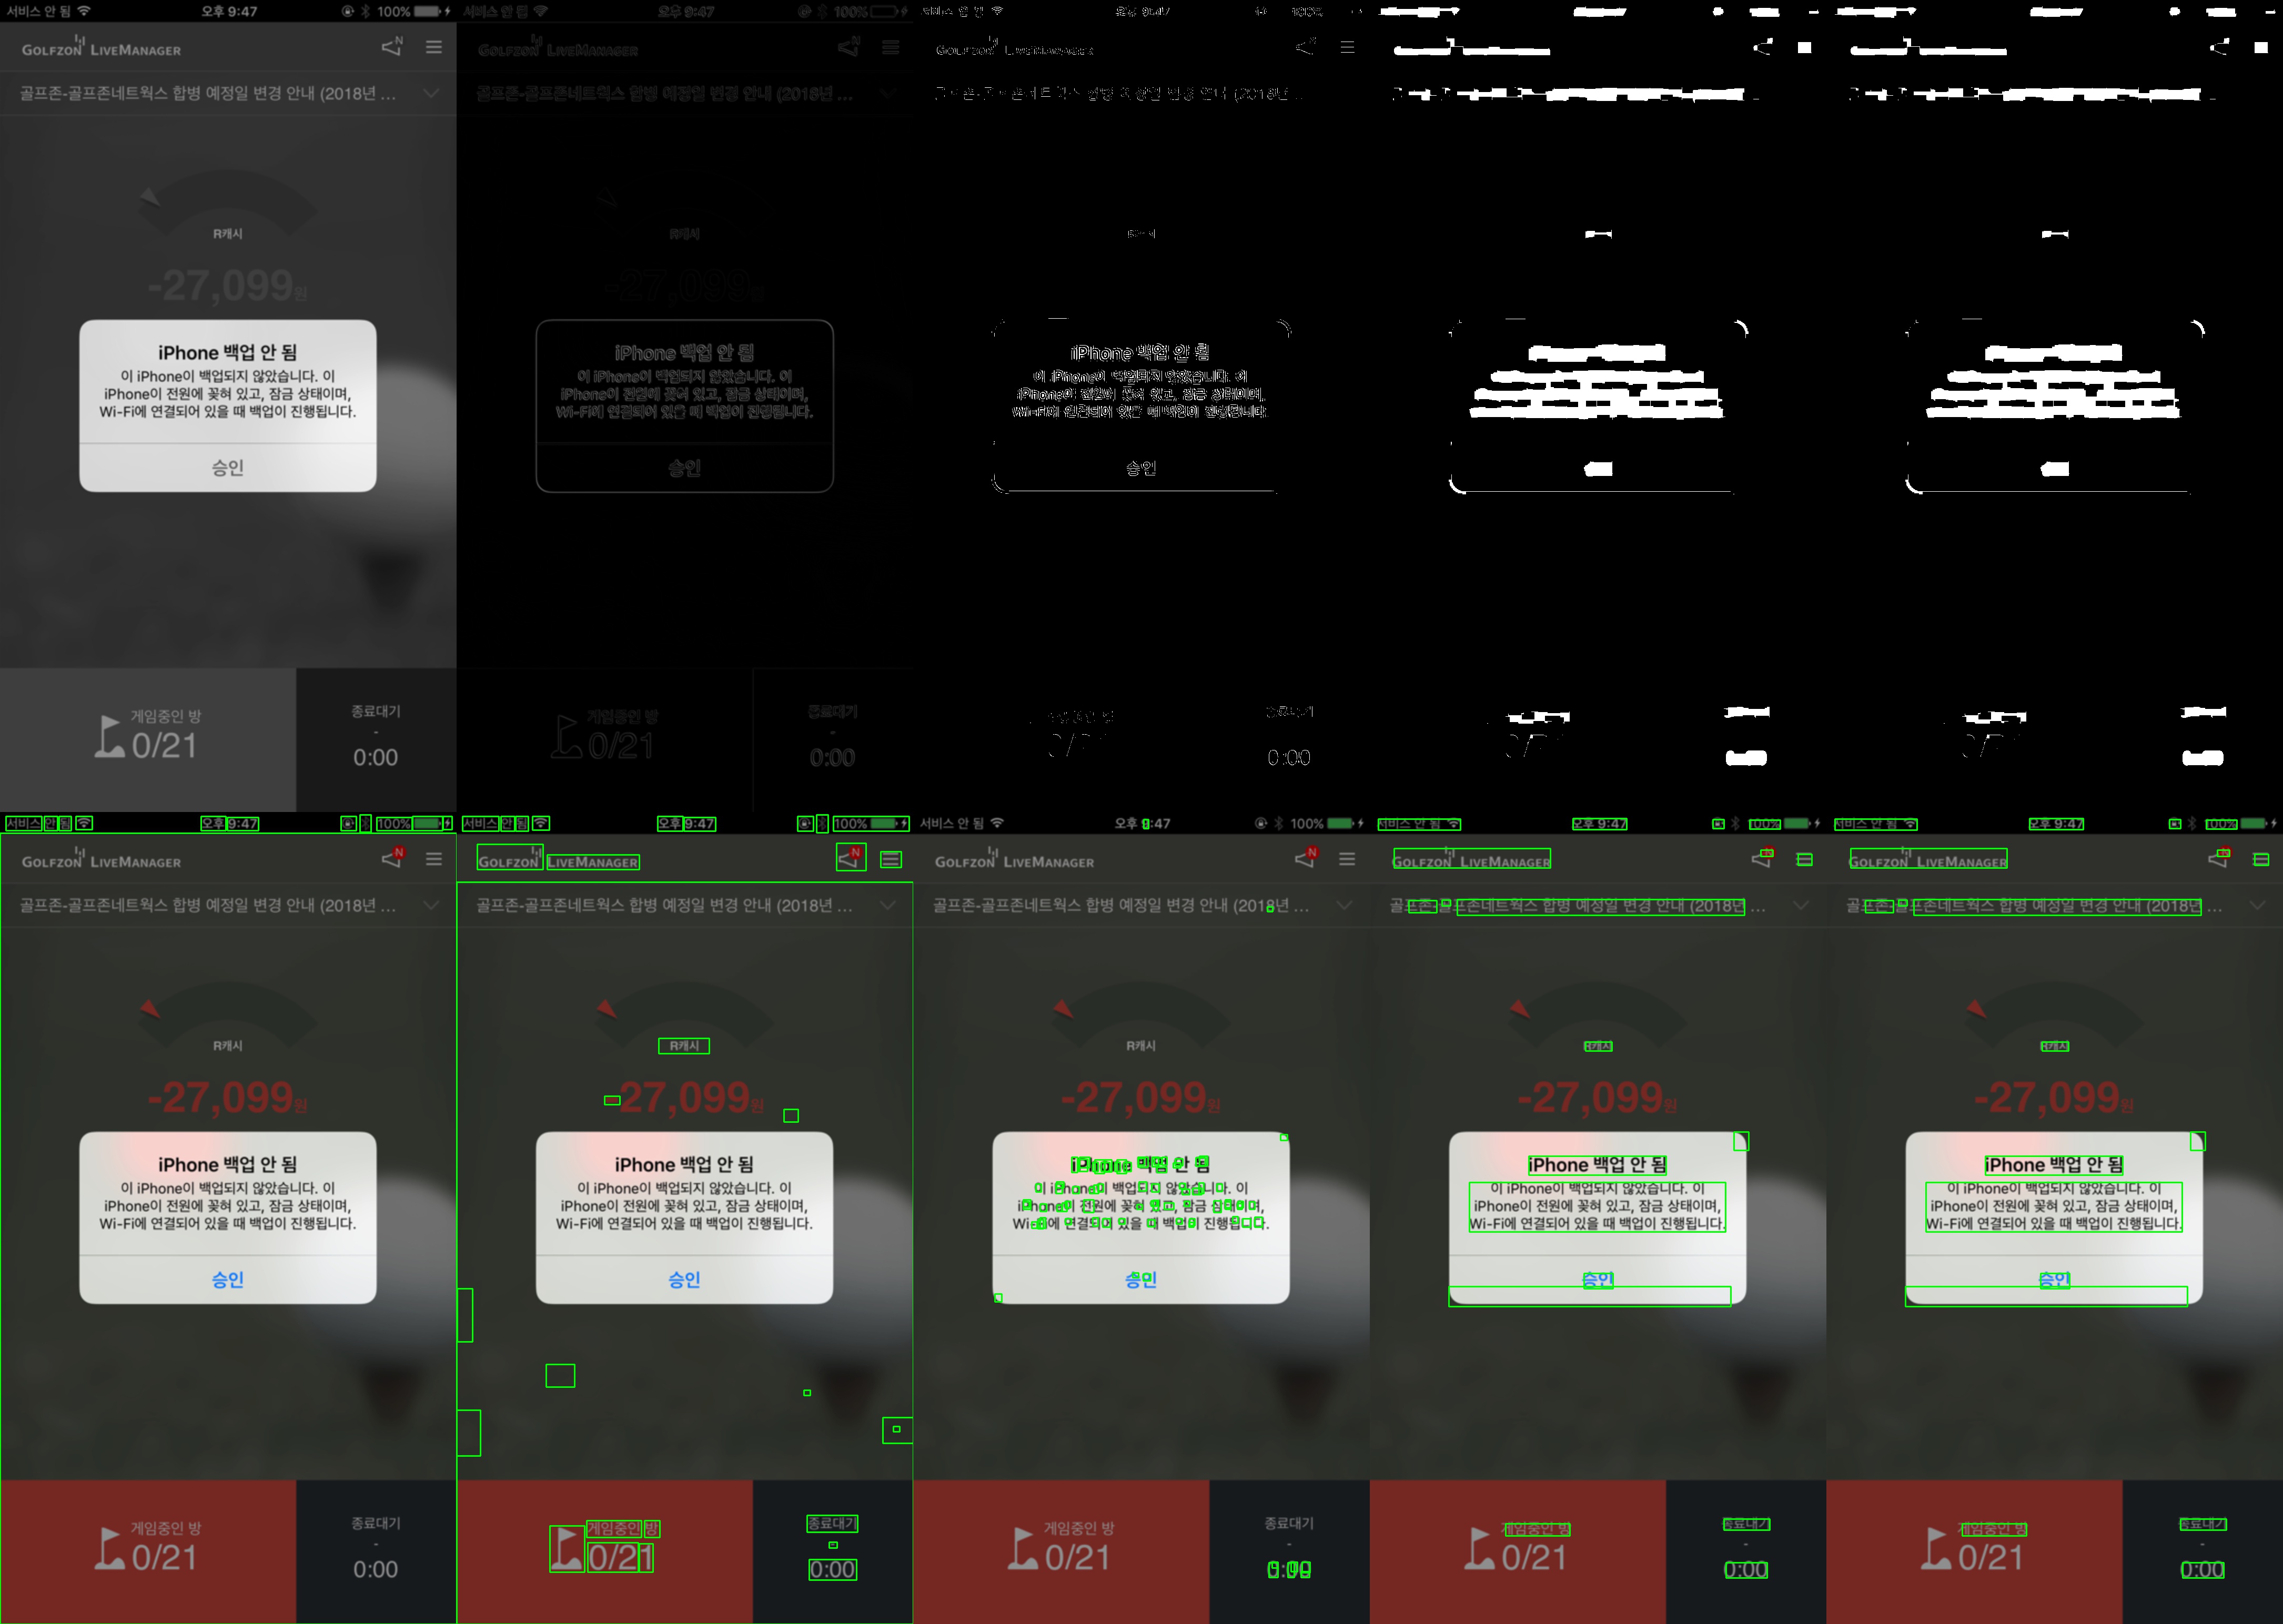 서비스 안 됨 오후 9:47 100%
GOLFZON LIVEMANAGER N
골프존-골프존네트웍스 합병 예정일 변경 안내 (2018년 ...
R캐시
-27,099원
iPhone 백업 안 됨
이 iPhone이 백업되지 않았습니다. 이
iPhone이 전원에 꽂혀 있고, 잠금 상태이며,
Wi-Fi에 연결되어 있을 때 백업이 진행됩니다.
승인
게임중인 방
0/21
종료대기
-
0:00
서비스 안 됨 오후 9:47 100%
GOLFZON LIVEMANAGER N
골프존-골프존네트웍스 합병 예정일 변경 안내 (2018년 ...
R캐시
-27,099원
iPhone 백업 안 됨
이 iPhone이 백업되지 않았습니다. 이
iPhone이 전원에 꽂혀 있고, 잠금 상태이며,
Wi-Fi에 연결되어 있을 때 백업이 진행됩니다.
승인
게임중인 방
0/21
종료대기
-
0:00
GOLFZON LIVEMANAGER
iPhone 백업 안 됨
승인
0:00
서비스 안 됨 오후 9:47 100%
GOLFZON LIVEMANAGER N
골프존-골프존네트웍스 합병 예정일 변경 안내 (2018년 ...
R캐시
-27,099원
iPhone 백업 안 됨
이 iPhone이 백업되지 않았습니다. 이
iPhone이 전원에 꽂혀 있고, 잠금 상태이며,
Wi-Fi에 연결되어 있을 때 백업이 진행됩니다.
승인
게임중인 방
0/21
종료대기
-
0:00
서비스 안 됨 오후 9:47 100%
GOLFZON LIVEMANAGER N
골프존-골프존네트웍스 합병 예정일 변경 안내 (2018년 ...
R캐시
-27,099원
iPhone 백업 안 됨
이 iPhone이 백업되지 않았습니다. 이
iPhone이 전원에 꽂혀 있고, 잠금 상태이며,
Wi-Fi에 연결되어 있을 때 백업이 진행됩니다.
승인
게임중인 방
0/21
종료대기
-
0:00
서비스 안 됨 오후 9:47 100%
GOLFZON LIVEMANAGER N
골프존-골프존네트웍스 합병 예정일 변경 안내 (2018년 ...
R캐시
-27,099원
iPhone 백업 안 됨
이 iPhone이 백업되지 않았습니다. 이
iPhone이 전원에 꽂혀 있고, 잠금 상태이며,
Wi-Fi에 연결되어 있을 때 백업이 진행됩니다.
승인
게임중인 방
0/21
종료대기
-
0:00
서비스 안 됨 오후 9:47 100%
GOLFZON LIVEMANAGER N
골프존-골프존네트웍스 합병 예정일 변경 안내 (2018년 ...
R캐시
-27,099원
iPhone 백업 안 됨
이 iPhone이 백업되지 않았습니다. 이
iPhone이 전원에 꽂혀 있고, 잠금 상태이며,
Wi-Fi에 연결되어 있을 때 백업이 진행됩니다.
승인
게임중인 방
0/21
종료대기
-
0:00
서비스 안 됨 오후 9:47 100%
GOLFZON LIVEMANAGER N
골프존-골프존네트웍스 합병 예정일 변경 안내 (2018년 ...
R캐시
-27,099원
iPhone 백업 안 됨
이 iPhone이 백업되지 않았습니다. 이
iPhone이 전원에 꽂혀 있고, 잠금 상태이며,
Wi-Fi에 연결되어 있을 때 백업이 진행됩니다.
승인
게임중인 방
0/21
종료대기
-
0:00